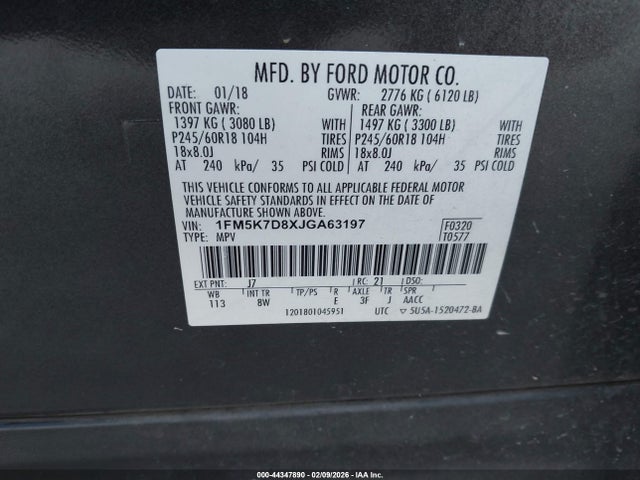 MFD. BY FORD MOTOR CO.
DATE: 01/18 GVWR: 2776 KG ( 6120 LB)
FRONT GAWR: REAR GAWR:
1397 KG ( 3080 LB) WITH 1497 KG ( 3300 LB) WITH
P245/60R18 104H TIRES P245/60R18 104H TIRES
18x8.0J RIMS 18x8.0J RIMS
AT 240 kPa/ 35 PSI COLD AT 240 kPa/ 35 PSI COLD
THIS VEHICLE CONFORMS TO ALL APPLICABLE FEDERAL MOTOR
VEHICLE SAFETY STANDARDS IN EFFECT ON THE DATE OF
MANUFACTURE SHOWN ABOVE.
VIN: 1FM5K7D8XJGA63197 F0320
TYPE: MPV T0577
EXT PNT: J7 RC: 21 DSO:
WB INT TR TP/PS R AXLE TR SPR
113 8W E 3F J AACC
1201801045951 UTC ▽ 5U5A-1520472-BA
000-44347890 - 02/09/2026 - IAA Inc.